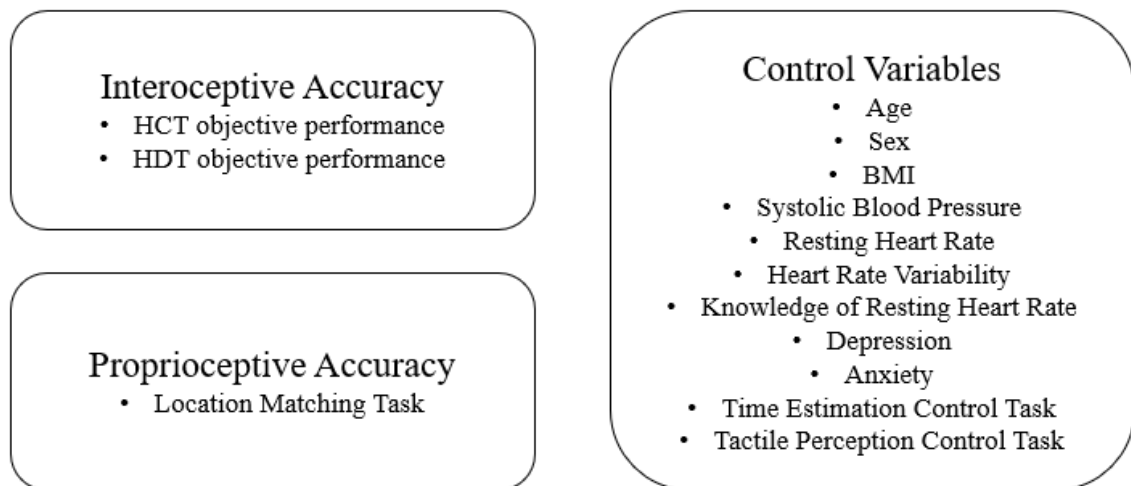 Interoceptive Accuracy
• HCT objective performance
• HDT objective performance
Proprioceptive Accuracy
• Location Matching Task
Control Variables
• Age
• Sex
• BMI
• Systolic Blood Pressure
• Resting Heart Rate
• Heart Rate Variability
• Knowledge of Resting Heart Rate
• Depression
• Anxiety
• Time Estimation Control Task
• Tactile Perception Control Task